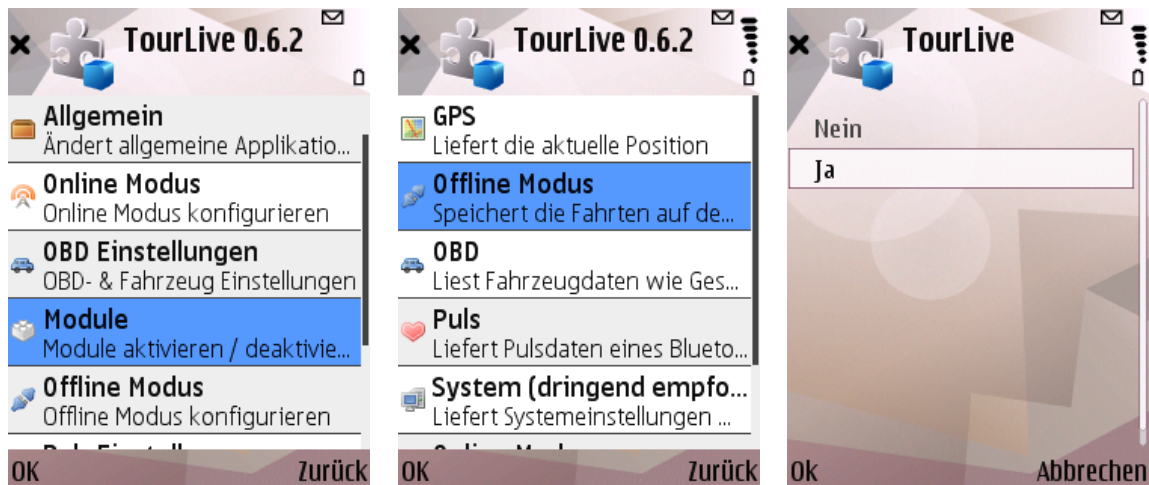 TourLive 0.6.2
Allgemein
Ändert allgemeine Applikatio...
Online Modus
Online Modus konfigurieren
OBD Einstellungen
OBD- & Fahrzeug Einstellungen
Module
Module aktivieren / deaktivie...
Offline Modus
Offline Modus konfigurieren
OK Zurück
TourLive 0.6.2
GPS
Liefert die aktuelle Position
Offline Modus
Speichert die Fahrten auf de...
OBD
Liest Fahrzeugdaten wie Ges...
Puls
Liefert Pulsdaten eines Blueto...
System (dringend empfo...
Liefert Systemeinstellungen ...
OK Zurück
TourLive
Nein
Ja
Ok Abbrechen